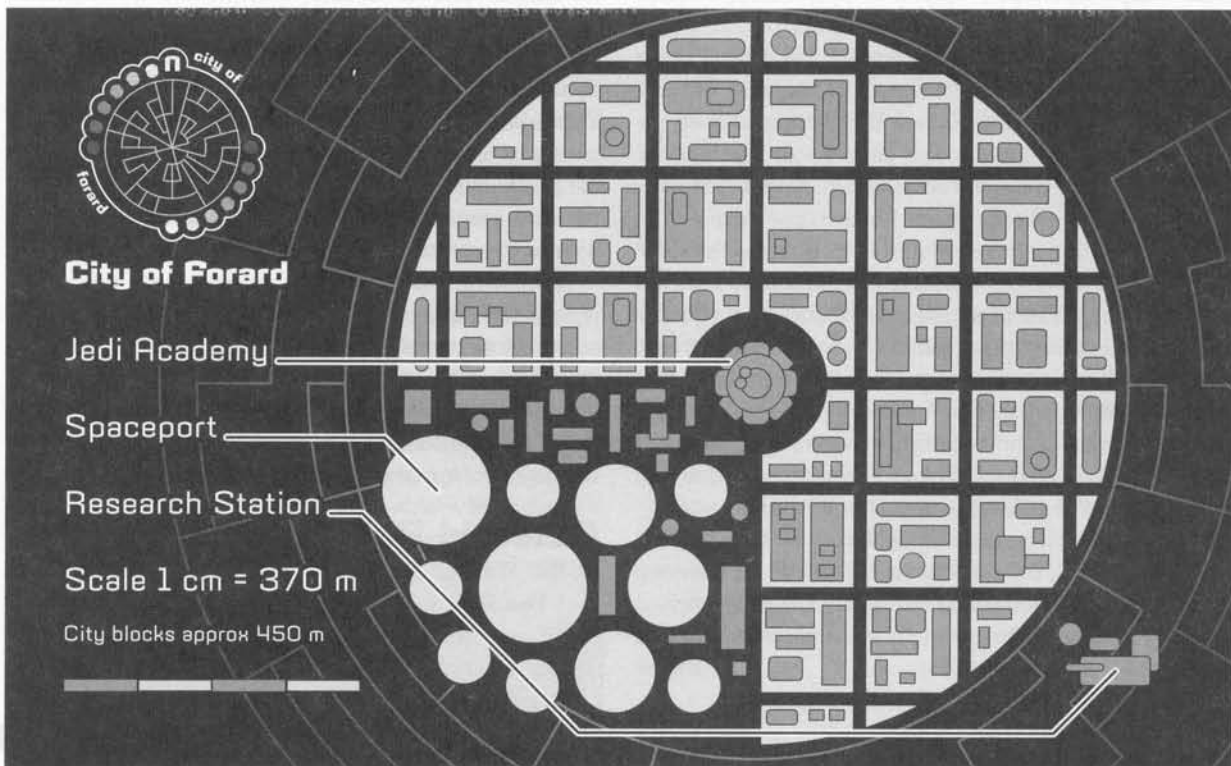 n
city of
forard
City of Forard
Jedi Academy
Spaceport
Research Station
Scale 1 cm = 370 m
City blocks approx 450 m